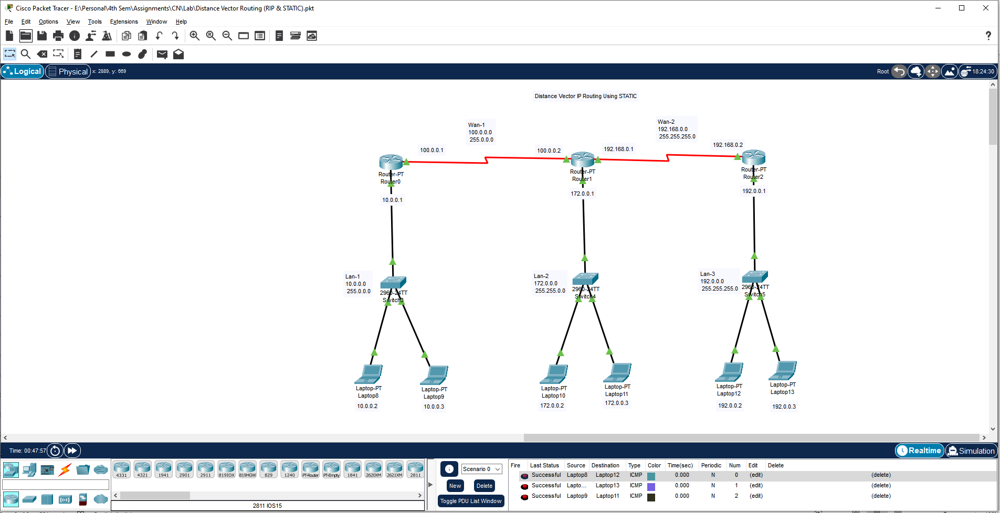 Cisco Packet Tracer - E:\Personal\4th Sem\Assignments\CN\Lab\Distance Vector Routing (RIP & STATIC).pkt
File Edit Options View Tools Extensions Window Help
Logical Physical x: 2889, y: 669 Root 18:24:30
Distance Vector IP Routing Using STATIC
Wan-1
100.0.0.0
255.0.0.0
Wan-2
192.168.0.0
255.255.255.0
100.0.0.1
100.0.0.2
192.168.0.1
192.168.0.2
Router-PT
Router0
Router-PT
Router1
Router-PT
Router2
10.0.0.1
172.0.0.1
192.0.0.1
Lan-1
10.0.0.0
255.0.0.0
2960-24TT
Switch3
Lan-2
172.0.0.0
255.255.0.0
2960-24TT
Switch4
Lan-3
192.0.0.0
255.255.255.0
2960-24TT
Switch5
Laptop-PT
Laptop8
10.0.0.2
Laptop-PT
Laptop9
10.0.0.3
Laptop-PT
Laptop10
172.0.0.2
Laptop-PT
Laptop11
172.0.0.3
Laptop-PT
Laptop12
192.0.0.2
Laptop-PT
Laptop13
192.0.0.3
Time: 00:47:57 Realtime Simulation
4331 4321 1941 2901 2911 819IOX 819HGW 829 1240 PT-Router PT-Empty 1841 2620XM 2621XM 2811
2811 IOS15
Scenario 0
New Delete
Toggle PDU List Window
Fire Last Status Source Destination Type Color Time(sec) Periodic Num Edit Delete
Successful Laptop8 Laptop12 ICMP 0.000 N 0 (edit) (delete)
Successful Lapto... Laptop13 ICMP 0.000 N 1 (edit) (delete)
Successful Laptop9 Laptop11 ICMP 0.000 N 2 (edit) (delete)